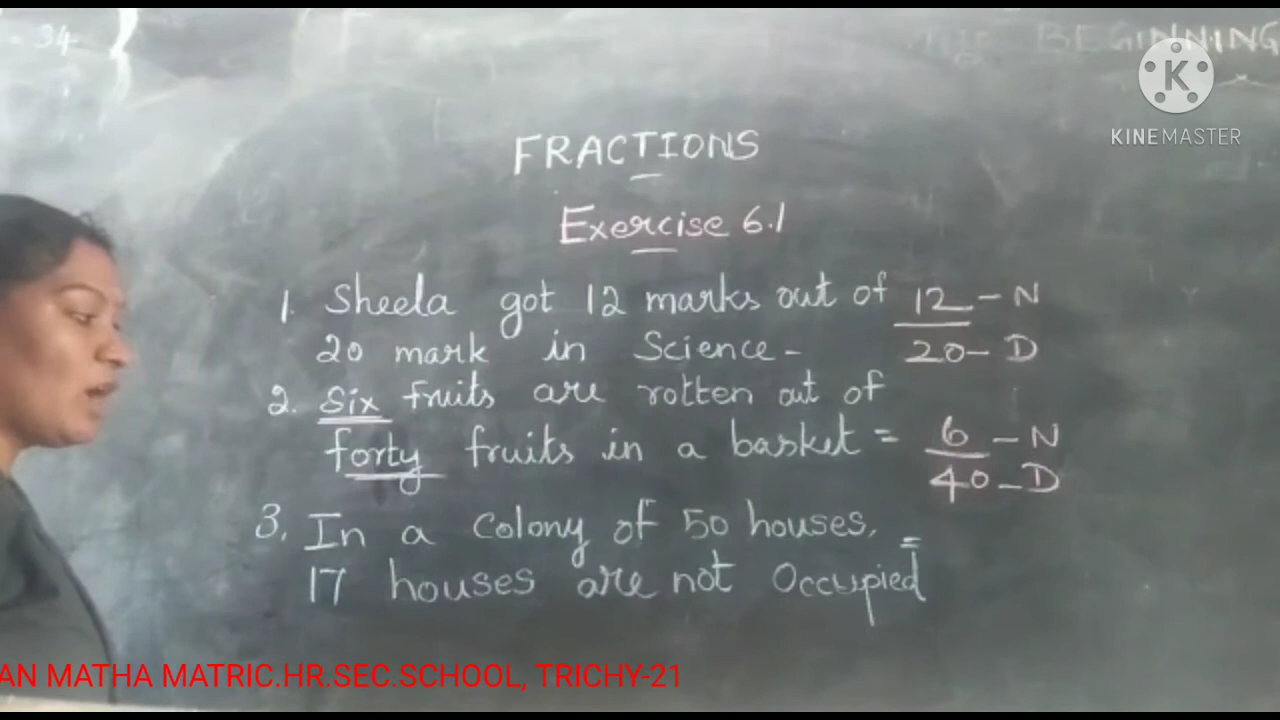 34
BEGINNING
K
KINEMASTER
FRACTIONS
Exercise 6.1
1. Sheela got 12 marks out of 12 - N
20 mark in Science - 20 - D
2. Six fruits are rotten out of
forty fruits in a basket = 6 - N
40 - D
3. In a colony of 50 houses, =
17 houses are not Occupied
AN MATHA MATRIC.HR.SEC.SCHOOL, TRICHY-21